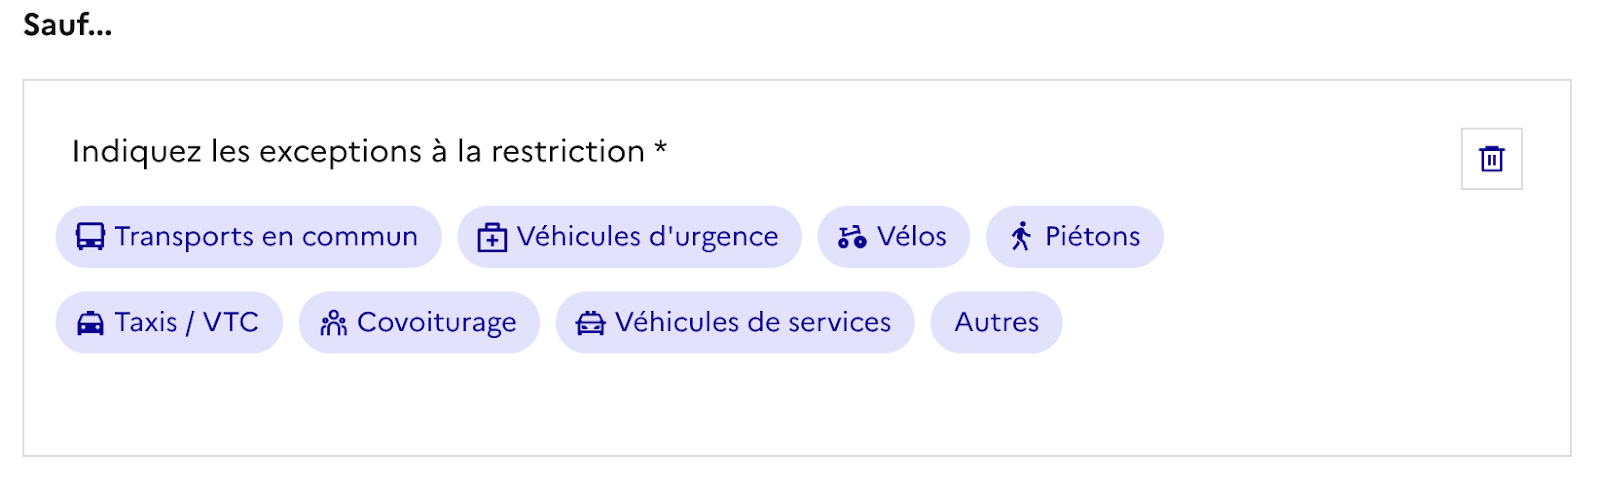 Sauf...
Indiquez les exceptions à la restriction *
Transports en commun Véhicules d'urgence Vélos Piétons
Taxis / VTC Covoiturage Véhicules de services Autres